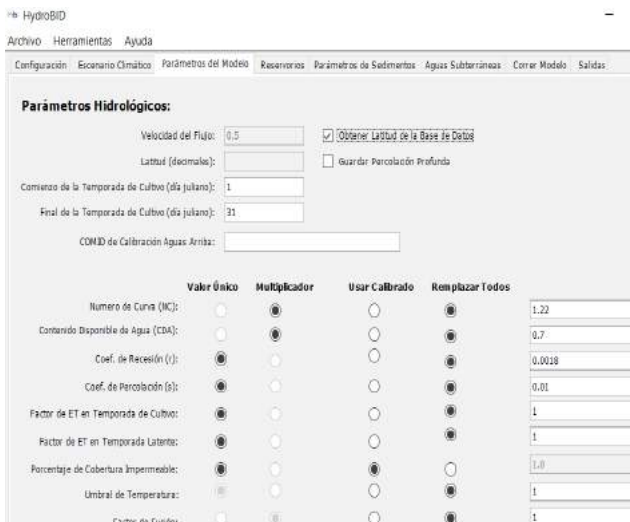 HydroBID
Archivo Herramientas Ayuda
Configuración Escenario Climático Parámetros del Modelo Reservorios Parámetros de Sedimentos Aguas Subterráneas Correr Modelo Salidas
Parámetros Hidrológicos:
Velocidad del Flujo: 0.5 Obtener Latitud de la Base de Datos
Latitud (decimales): Guardar Percolación Profunda
Comienzo de la Temporada de Cultivo (día juliano): 1
Final de la Temporada de Cultivo (día juliano): 31
COMID de Calibración Aguas Arriba:
Valor Único Multiplicador Usar Calibrado Remplazar Todos
Numero de Curva (NC): 1.22
Contenido Disponible de Agua (CDA): 0.7
Coef. de Recesión (r): 0.0018
Coef. de Percolación (s): 0.01
Factor de ET en Temporada de Cultivo: 1
Factor de ET en Temporada Latente: 1
Porcentaje de Cobertura Impermeable: 1.0
Umbral de Temperatura: 1
Factor de Fusión: 1